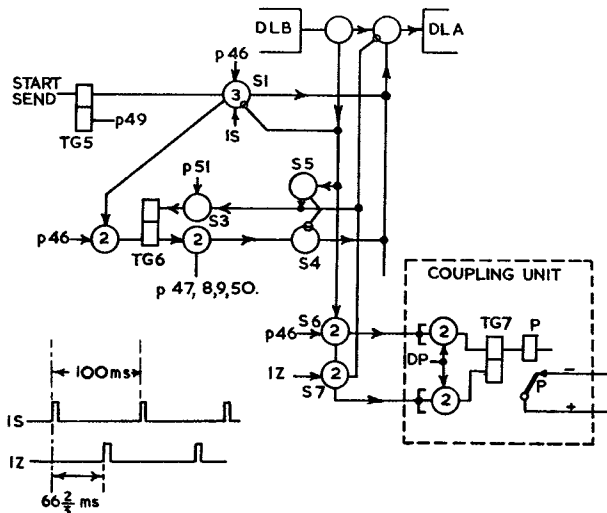 DLB
DLA
p46
S1
START
SEND
3
p49
IS
TG5
p51
S5
S3
p46
2
TG6
2
S4
p 47, 8,9,50.
COUPLING UNIT
p46
S6
2
2
TG7
P
DP
IZ
2
S7
2
P
−
+
100ms
IS
IZ
66 2/3 ms